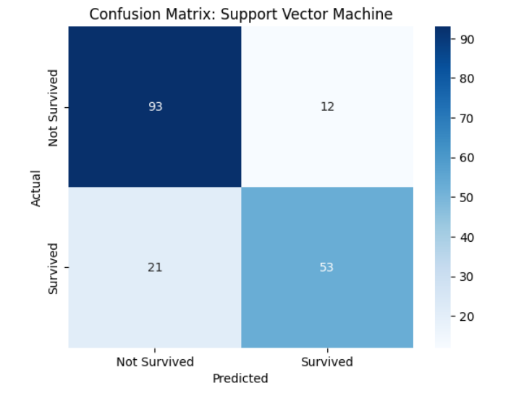 Confusion Matrix: Support Vector Machine
Not Survived
Survived
Actual
93
12
21
53
Not Survived
Survived
Predicted
90
80
70
60
50
40
30
20